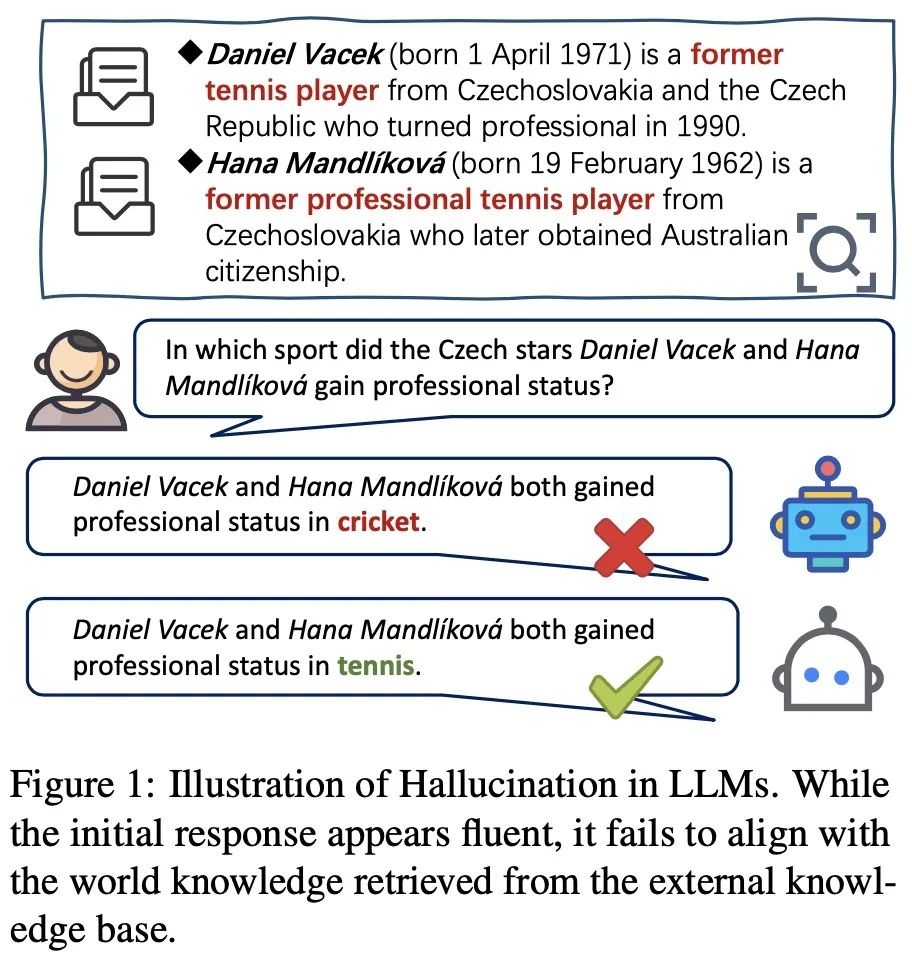 ◆Daniel Vacek (born 1 April 1971) is a former
tennis player from Czechoslovakia and the Czech
Republic who turned professional in 1990.
◆Hana Mandlíková (born 19 February 1962) is a
former professional tennis player from
Czechoslovakia who later obtained Australian
citizenship.
In which sport did the Czech stars Daniel Vacek and Hana
Mandlíková gain professional status?
Daniel Vacek and Hana Mandlíková both gained
professional status in cricket.
Daniel Vacek and Hana Mandlíková both gained
professional status in tennis.
Figure 1: Illustration of Hallucination in LLMs. While
the initial response appears fluent, it fails to align with
the world knowledge retrieved from the external knowl-
edge base.